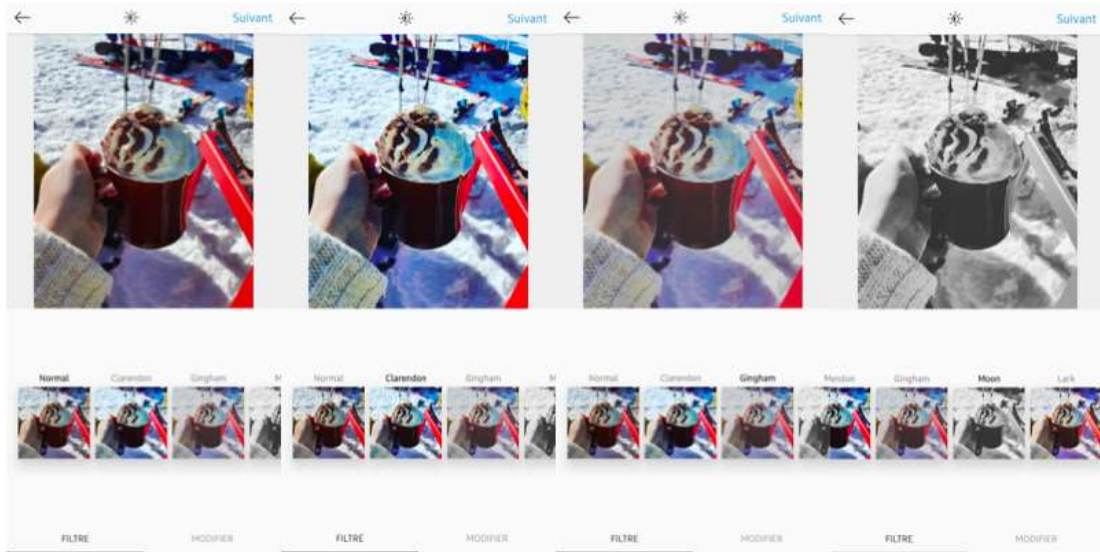 Suivant
Normal Clarendon Gingham M
FILTRE MODIFIER
Suivant
Normal Clarendon Gingham M
FILTRE MODIFIER
Suivant
Normal Clarendon Gingham
FILTRE MODIFIER
Suivant
Gingham Moon Lark
FILTRE MODIFIER